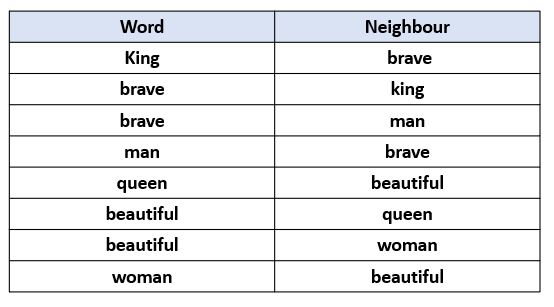 Word Neighbour
King brave
brave king
brave man
man brave
queen beautiful
beautiful queen
beautiful woman
woman beautiful